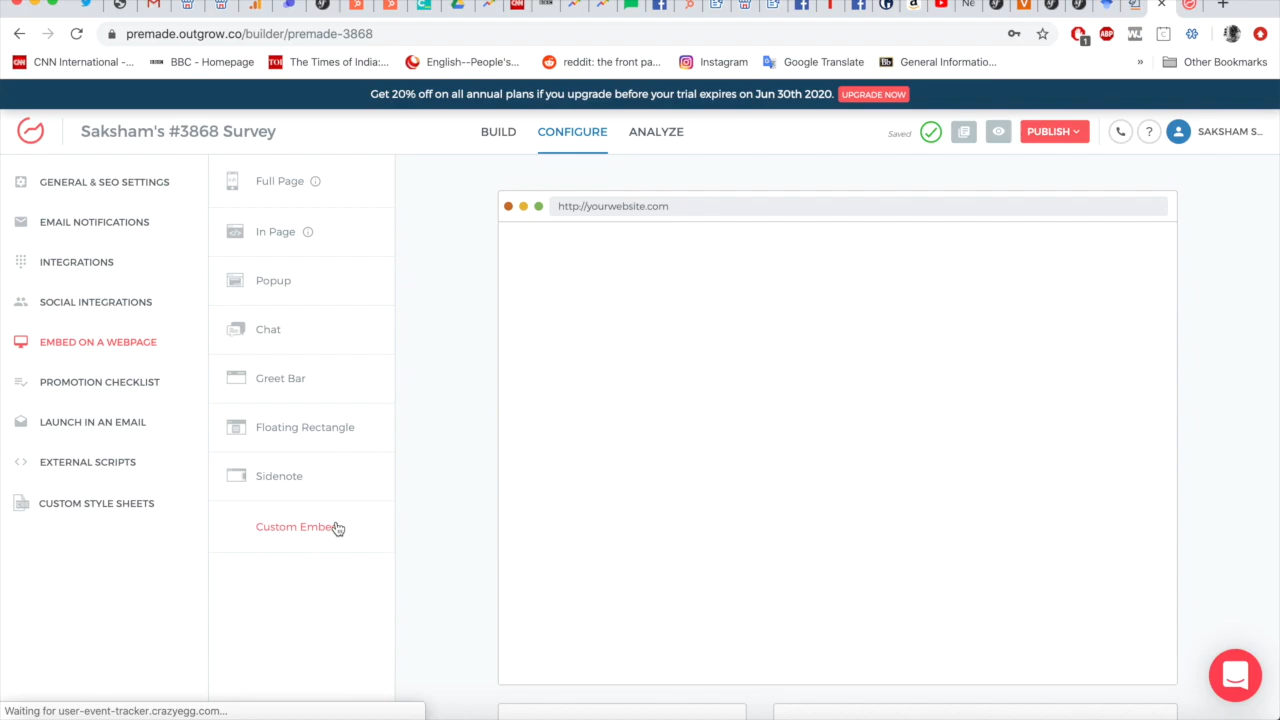 premade.outgrow.co/builder/premade-3868
1
ABP
WJ
CNN International -...
BBC - Homepage
TOI
The Times of India:...
English--People's...
reddit: the front pa...
Instagram
Google Translate
Bb
General Informatio...
»
Other Bookmarks
Get 20% off on all annual plans if you upgrade before your trial expires on Jun 30th 2020. UPGRADE NOW
Saksham's #3868 Survey
BUILD
CONFIGURE
ANALYZE
Saved
PUBLISH
?
SAKSHAM S...
GENERAL & SEO SETTINGS
EMAIL NOTIFICATIONS
INTEGRATIONS
SOCIAL INTEGRATIONS
EMBED ON A WEBPAGE
PROMOTION CHECKLIST
LAUNCH IN AN EMAIL
EXTERNAL SCRIPTS
CUSTOM STYLE SHEETS
Full Page
In Page
Popup
Chat
Greet Bar
Floating Rectangle
Sidenote
Custom Embed
http://yourwebsite.com
Waiting for user-event-tracker.crazyegg.com...